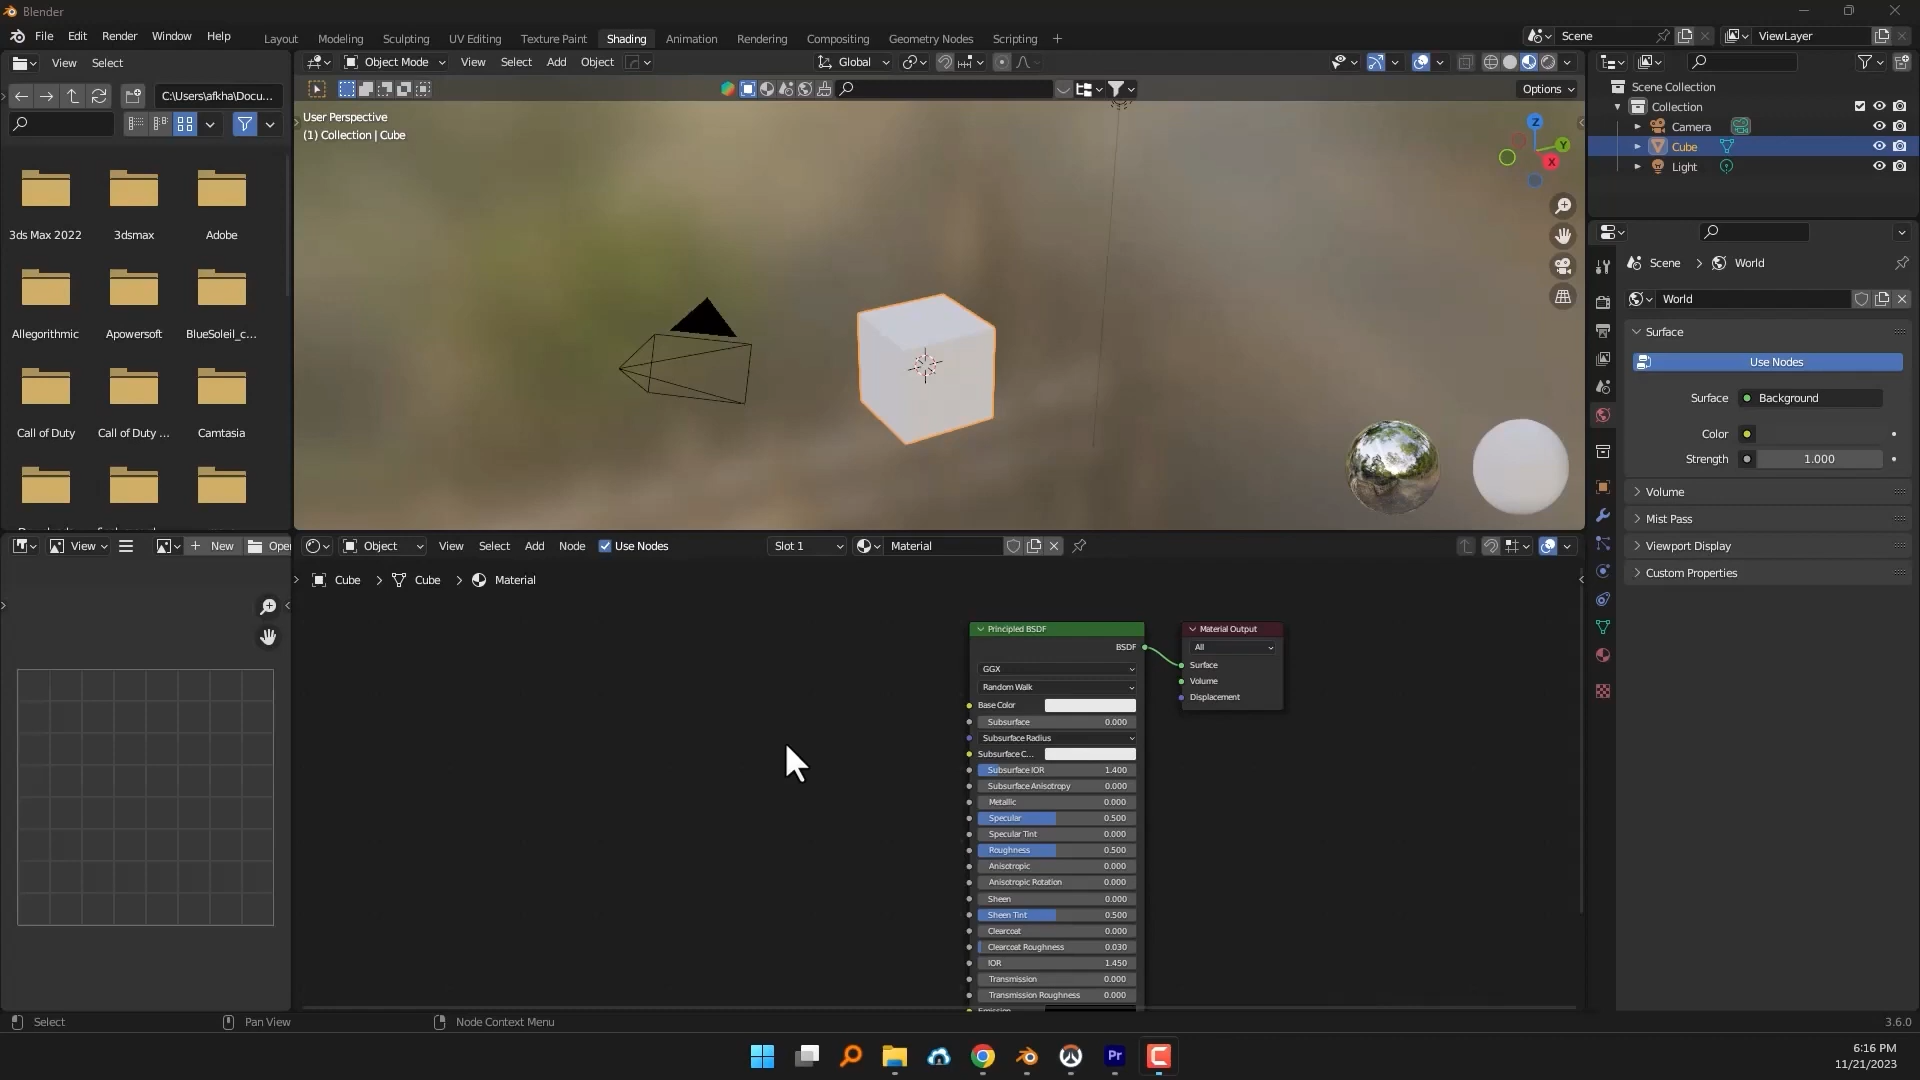 Blender
File Edit Render Window Help
Layout Modeling Sculpting UV Editing Texture Paint Shading Animation Rendering Compositing Geometry Nodes Scripting
Scene
ViewLayer
View Select
Object Mode View Select Add Object
Global
C:\Users\afkha\Docu...
Options
User Perspective
(1) Collection | Cube
Z
Y
X
3ds Max 2022 3dsmax Adobe
Allegorithmic Apowersoft BlueSoleil_c...
Call of Duty Call of Duty ... Camtasia
Scene Collection
Collection
Camera
Cube
Light
Scene > World
World
Surface
Use Nodes
Surface Background
Color
Strength 1.000
Volume
Mist Pass
Viewport Display
Custom Properties
View New Open
Object View Select Add Node Use Nodes Slot 1 Material
Cube > Cube > Material
Principled BSDF
BSDF
GGX
Random Walk
Base Color
Subsurface 0.000
Subsurface Radius
Subsurface C...
Subsurface IOR 1.400
Subsurface Anisotropy 0.000
Metallic 0.000
Specular 0.500
Specular Tint 0.000
Roughness 0.500
Anisotropic 0.000
Anisotropic Rotation 0.000
Sheen 0.000
Sheen Tint 0.500
Clearcoat 0.000
Clearcoat Roughness 0.030
IOR 1.450
Transmission 0.000
Transmission Roughness 0.000
Emission
Material Output
All
Surface
Volume
Displacement
Select Pan View Node Context Menu
3.6.0
Pr
6:16 PM
11/21/2023